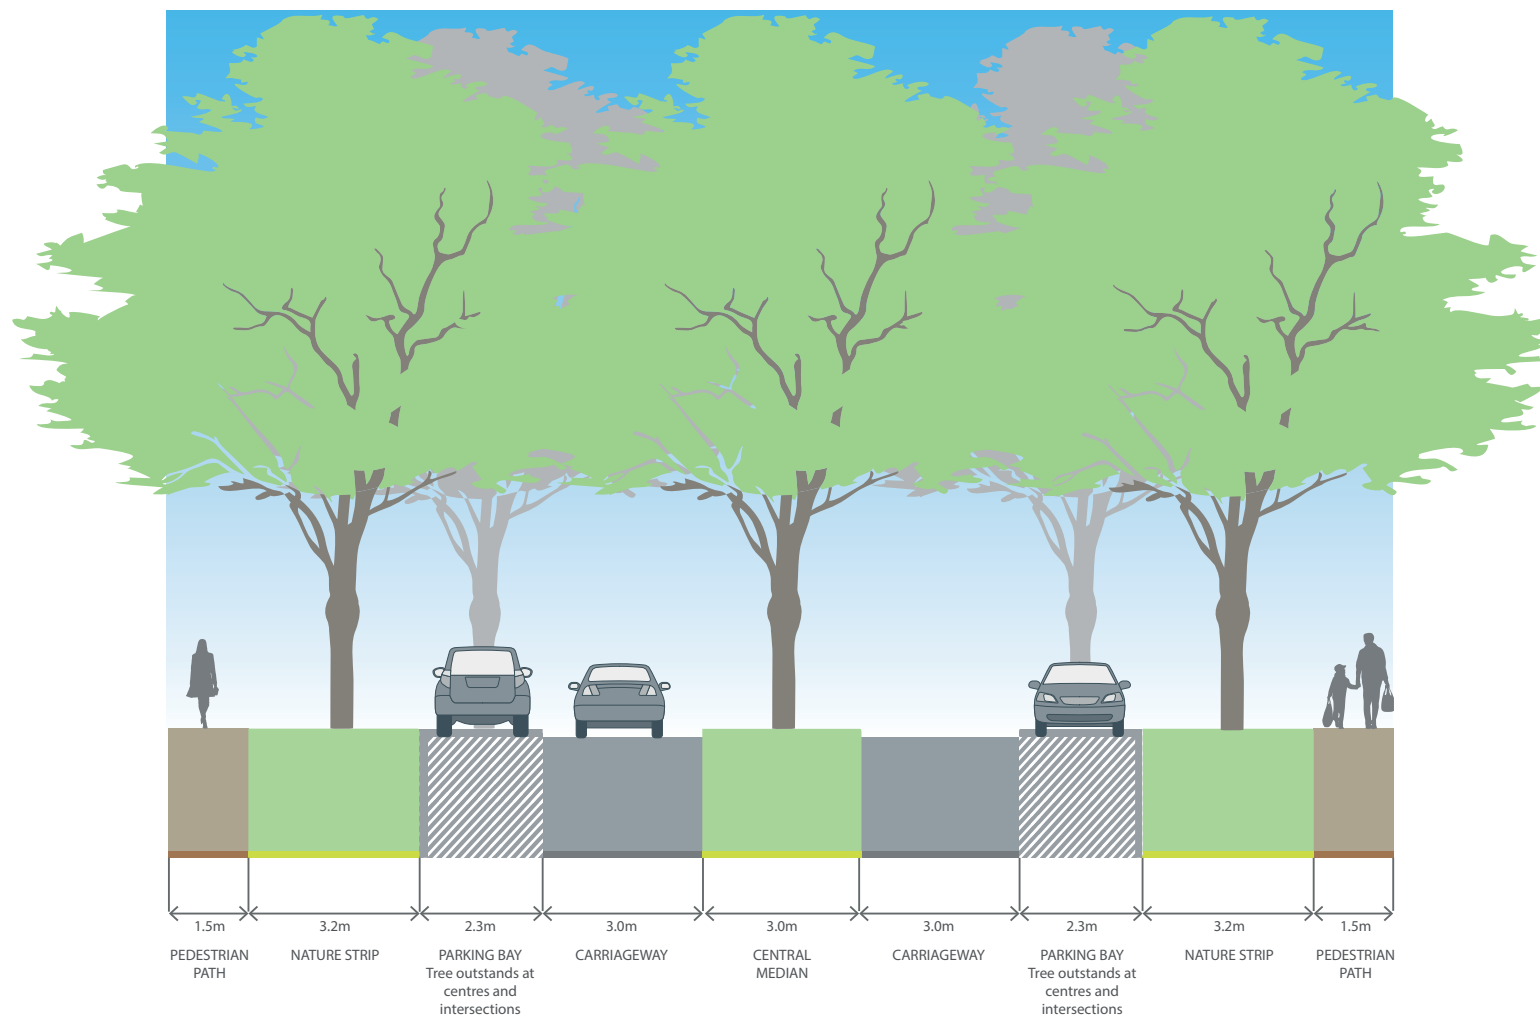 1.5m
3.2m
2.3m
3.0m
3.0m
3.0m
2.3m
3.2m
1.5m
PEDESTRIAN
PATH
NATURE STRIP
PARKING BAY
Tree outstands at
centres and
intersections
CARRIAGEWAY
CENTRAL
MEDIAN
CARRIAGEWAY
PARKING BAY
Tree outstands at
centres and
intersections
NATURE STRIP
PEDESTRIAN
PATH